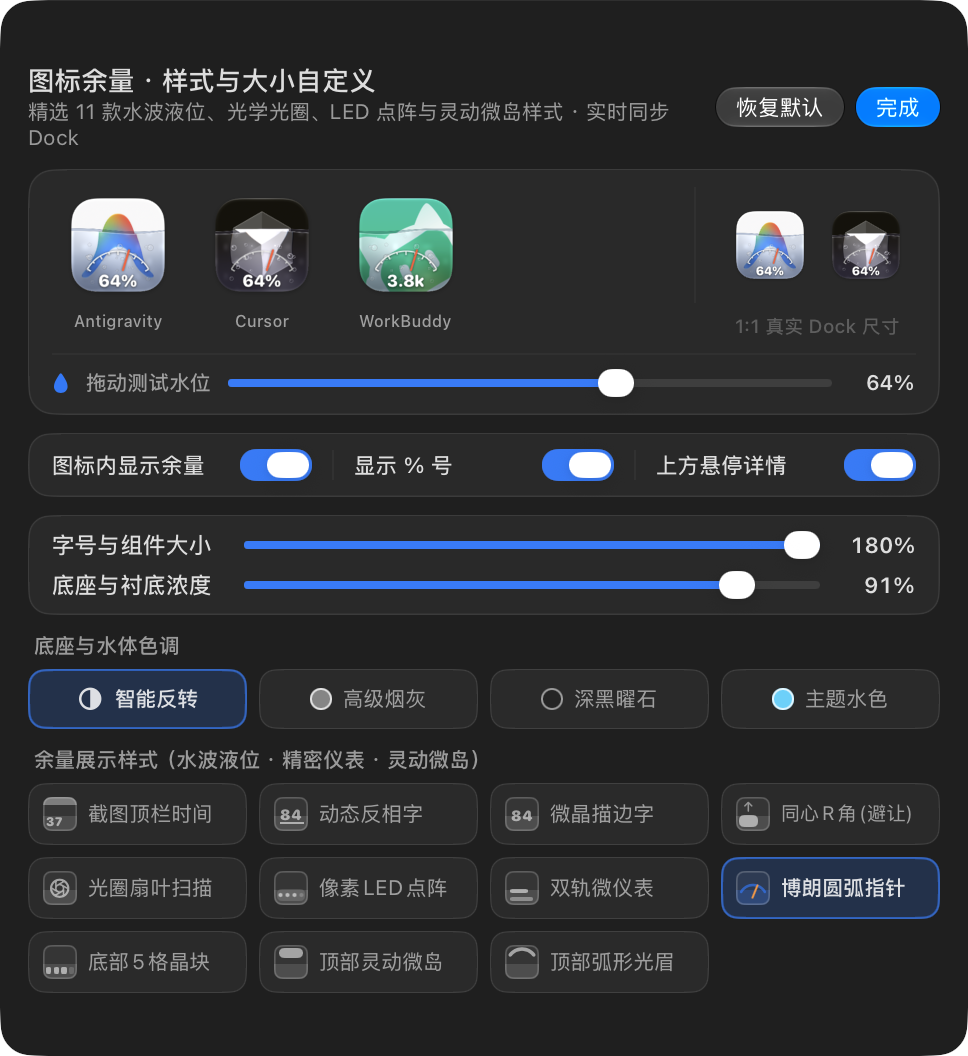 图标余量 · 样式与大小自定义
精选 11 款水波液位、光学光圈、LED 点阵与灵动微岛样式 · 实时同步
Dock
恢复默认
完成
64%
64%
3.8k
64%
64%
Antigravity
Cursor
WorkBuddy
1:1 真实 Dock 尺寸
拖动测试水位
64%
图标内显示余量
显示 % 号
上方悬停详情
字号与组件大小
180%
底座与衬底浓度
91%
底座与水体色调
智能反转
高级烟灰
深黑曜石
主题水色
余量展示样式（水波液位 · 精密仪表 · 灵动微岛）
37
截图顶栏时间
84
动态反相字
84
微晶描边字
同心 R 角 (避让)
光圈扇叶扫描
像素 LED 点阵
双轨微仪表
博朗圆弧指针
底部 5 格晶块
顶部灵动微岛
顶部弧形光眉